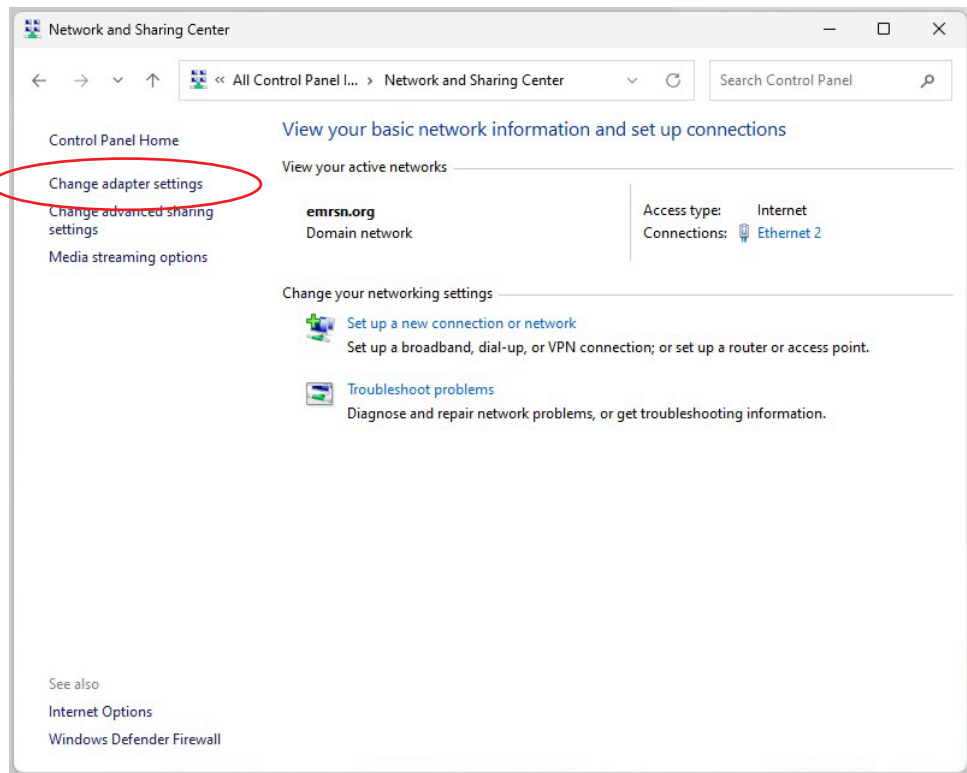 Network and Sharing Center
« All Control Panel I... > Network and Sharing Center
Search Control Panel
Control Panel Home
Change adapter settings
Change advanced sharing
settings
Media streaming options
View your basic network information and set up connections
View your active networks
emrsn.org
Domain network
Access type: Internet
Connections: Ethernet 2
Change your networking settings
Set up a new connection or network
Set up a broadband, dial-up, or VPN connection; or set up a router or access point.
Troubleshoot problems
Diagnose and repair network problems, or get troubleshooting information.
See also
Internet Options
Windows Defender Firewall